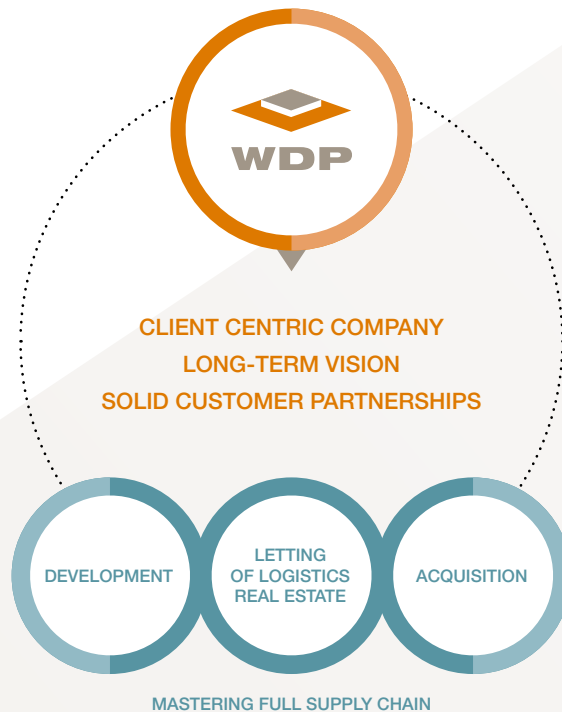 WDP
CLIENT CENTRIC COMPANY
LONG-TERM VISION
SOLID CUSTOMER PARTNERSHIPS
DEVELOPMENT
LETTING
OF LOGISTICS
REAL ESTATE
ACQUISITION
MASTERING FULL SUPPLY CHAIN